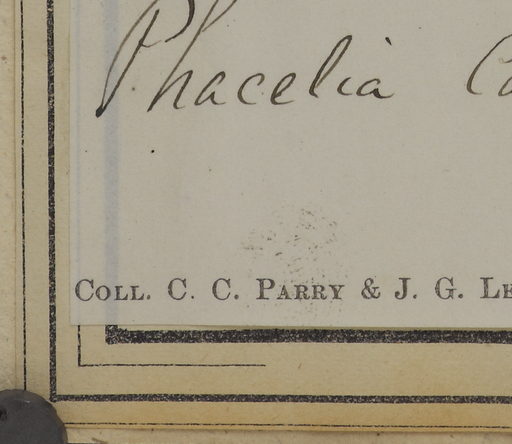 Phacelia
Coll. C. C. Parry & J. G.